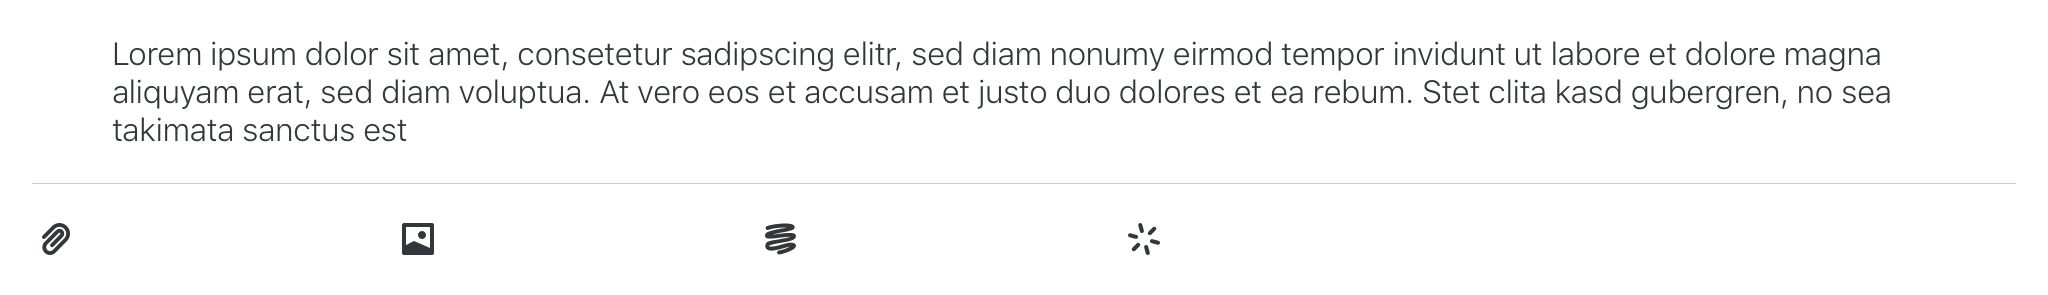 Lorem ipsum dolor sit amet, consetetur sadipscing elitr, sed diam nonumy eirmod tempor invidunt ut labore et dolore magna
aliquyam erat, sed diam voluptua. At vero eos et accusam et justo duo dolores et ea rebum. Stet clita kasd gubergren, no sea
takimata sanctus est